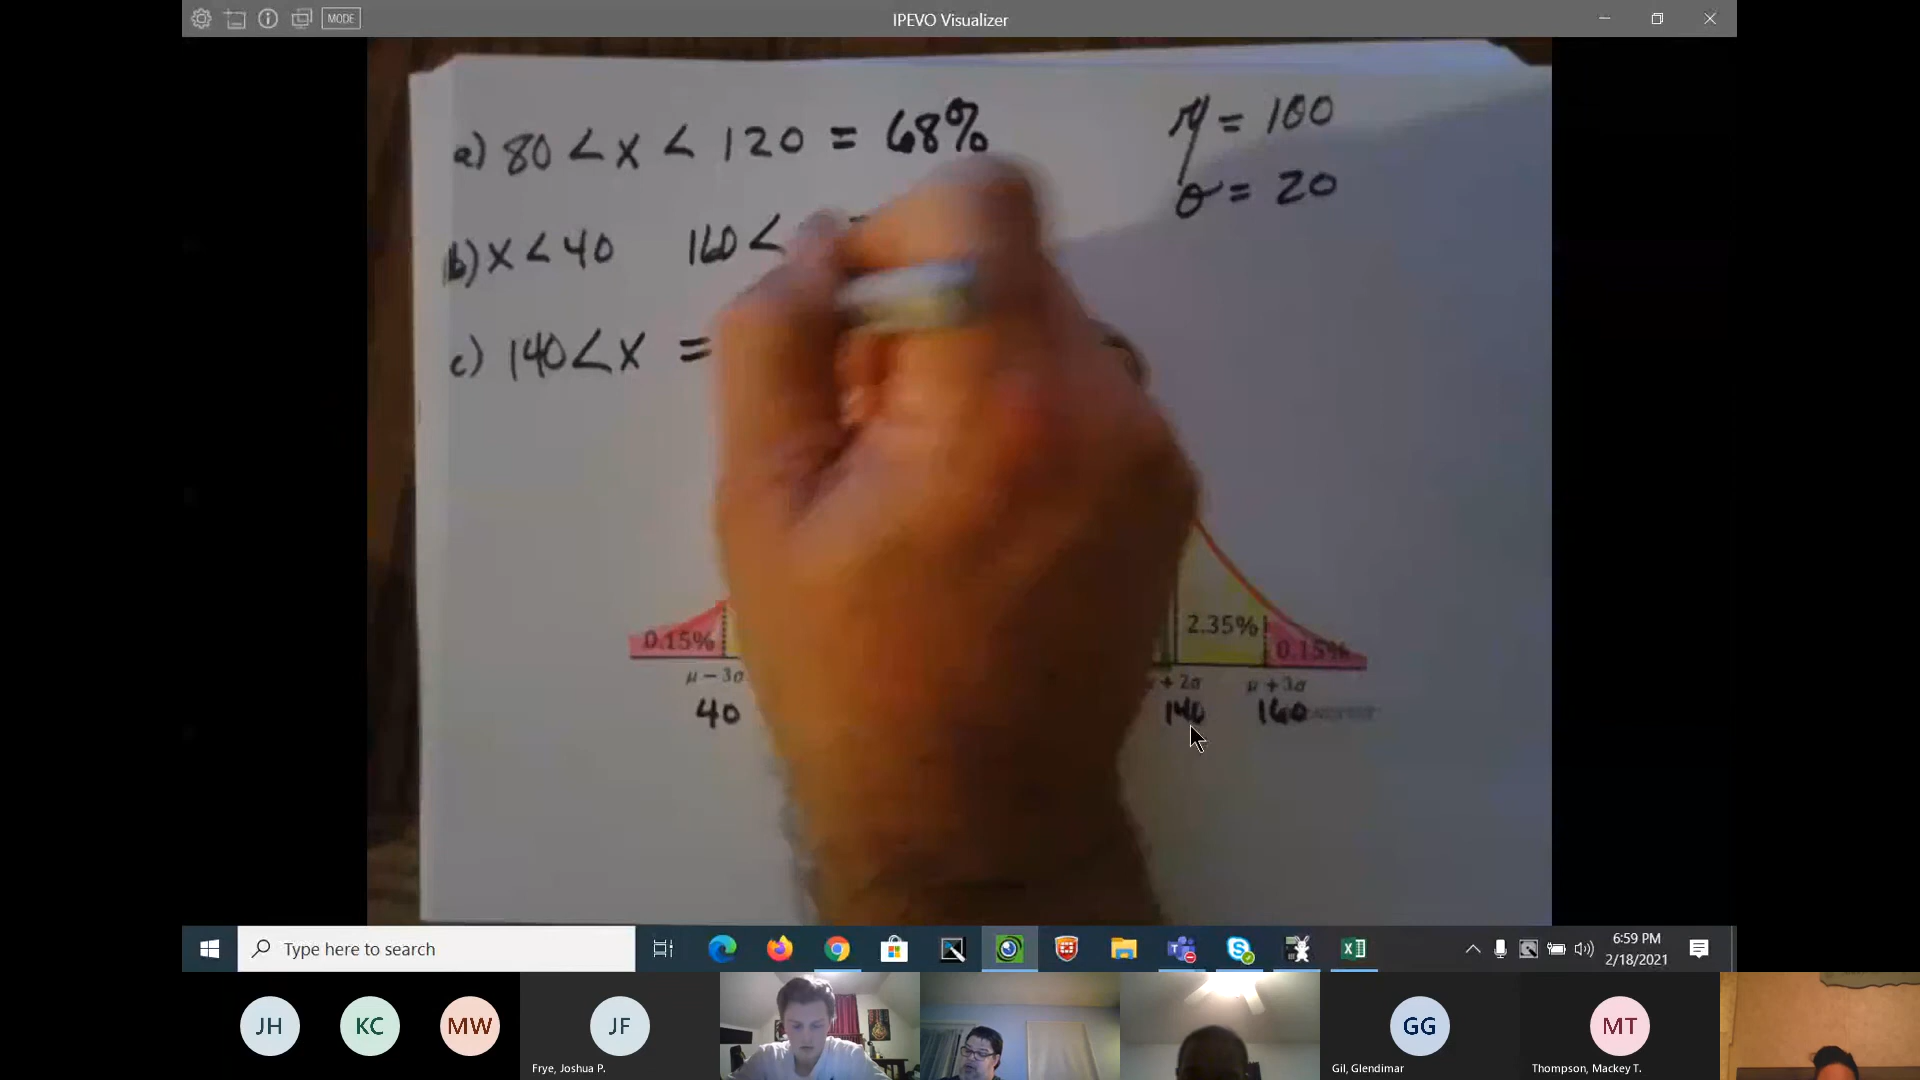 MODE
IPEVO Visualizer
a) 80 < x < 120 = 68%
μ = 100
σ = 20
b) x < 40 160 <
c) 140 < x =
0.15%
2.35%
0.15%
μ − 3σ
+ 2σ
μ + 3σ
40
140
160
Type here to search
6:59 PM
2/18/2021
JH
KC
MW
JF
GG
MT
Frye, Joshua P.
Gil, Glendimar
Thompson, Mackey T.